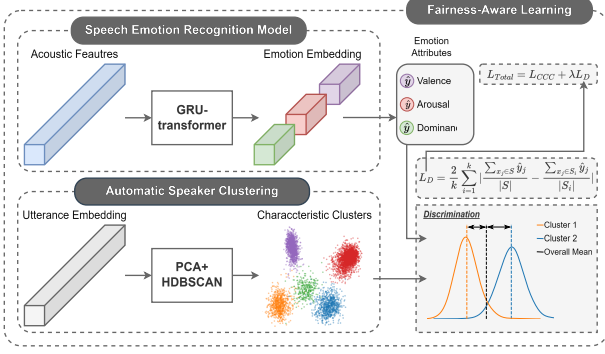 Speech Emotion Recognition Model
Fairness-Aware Learning
Acoustic Feautres
Emotion Embedding
GRU-
transformer
Emotion
Attributes
ŷ Valence
ŷ Arousal
ŷ Dominanc
L_Total = L_CCC + λL_D
L_D = 2/k ∑_{i=1}^{k} | ∑_{x_j∈S} ŷ_j / |S| − ∑_{x_j∈S_i} ŷ_j / |S_i| |
Automatic Speaker Clustering
Utterance Embedding
Characcteristic Clusters
PCA+
HDBSCAN
Discrimination
Cluster 1
Cluster 2
Overall Mean